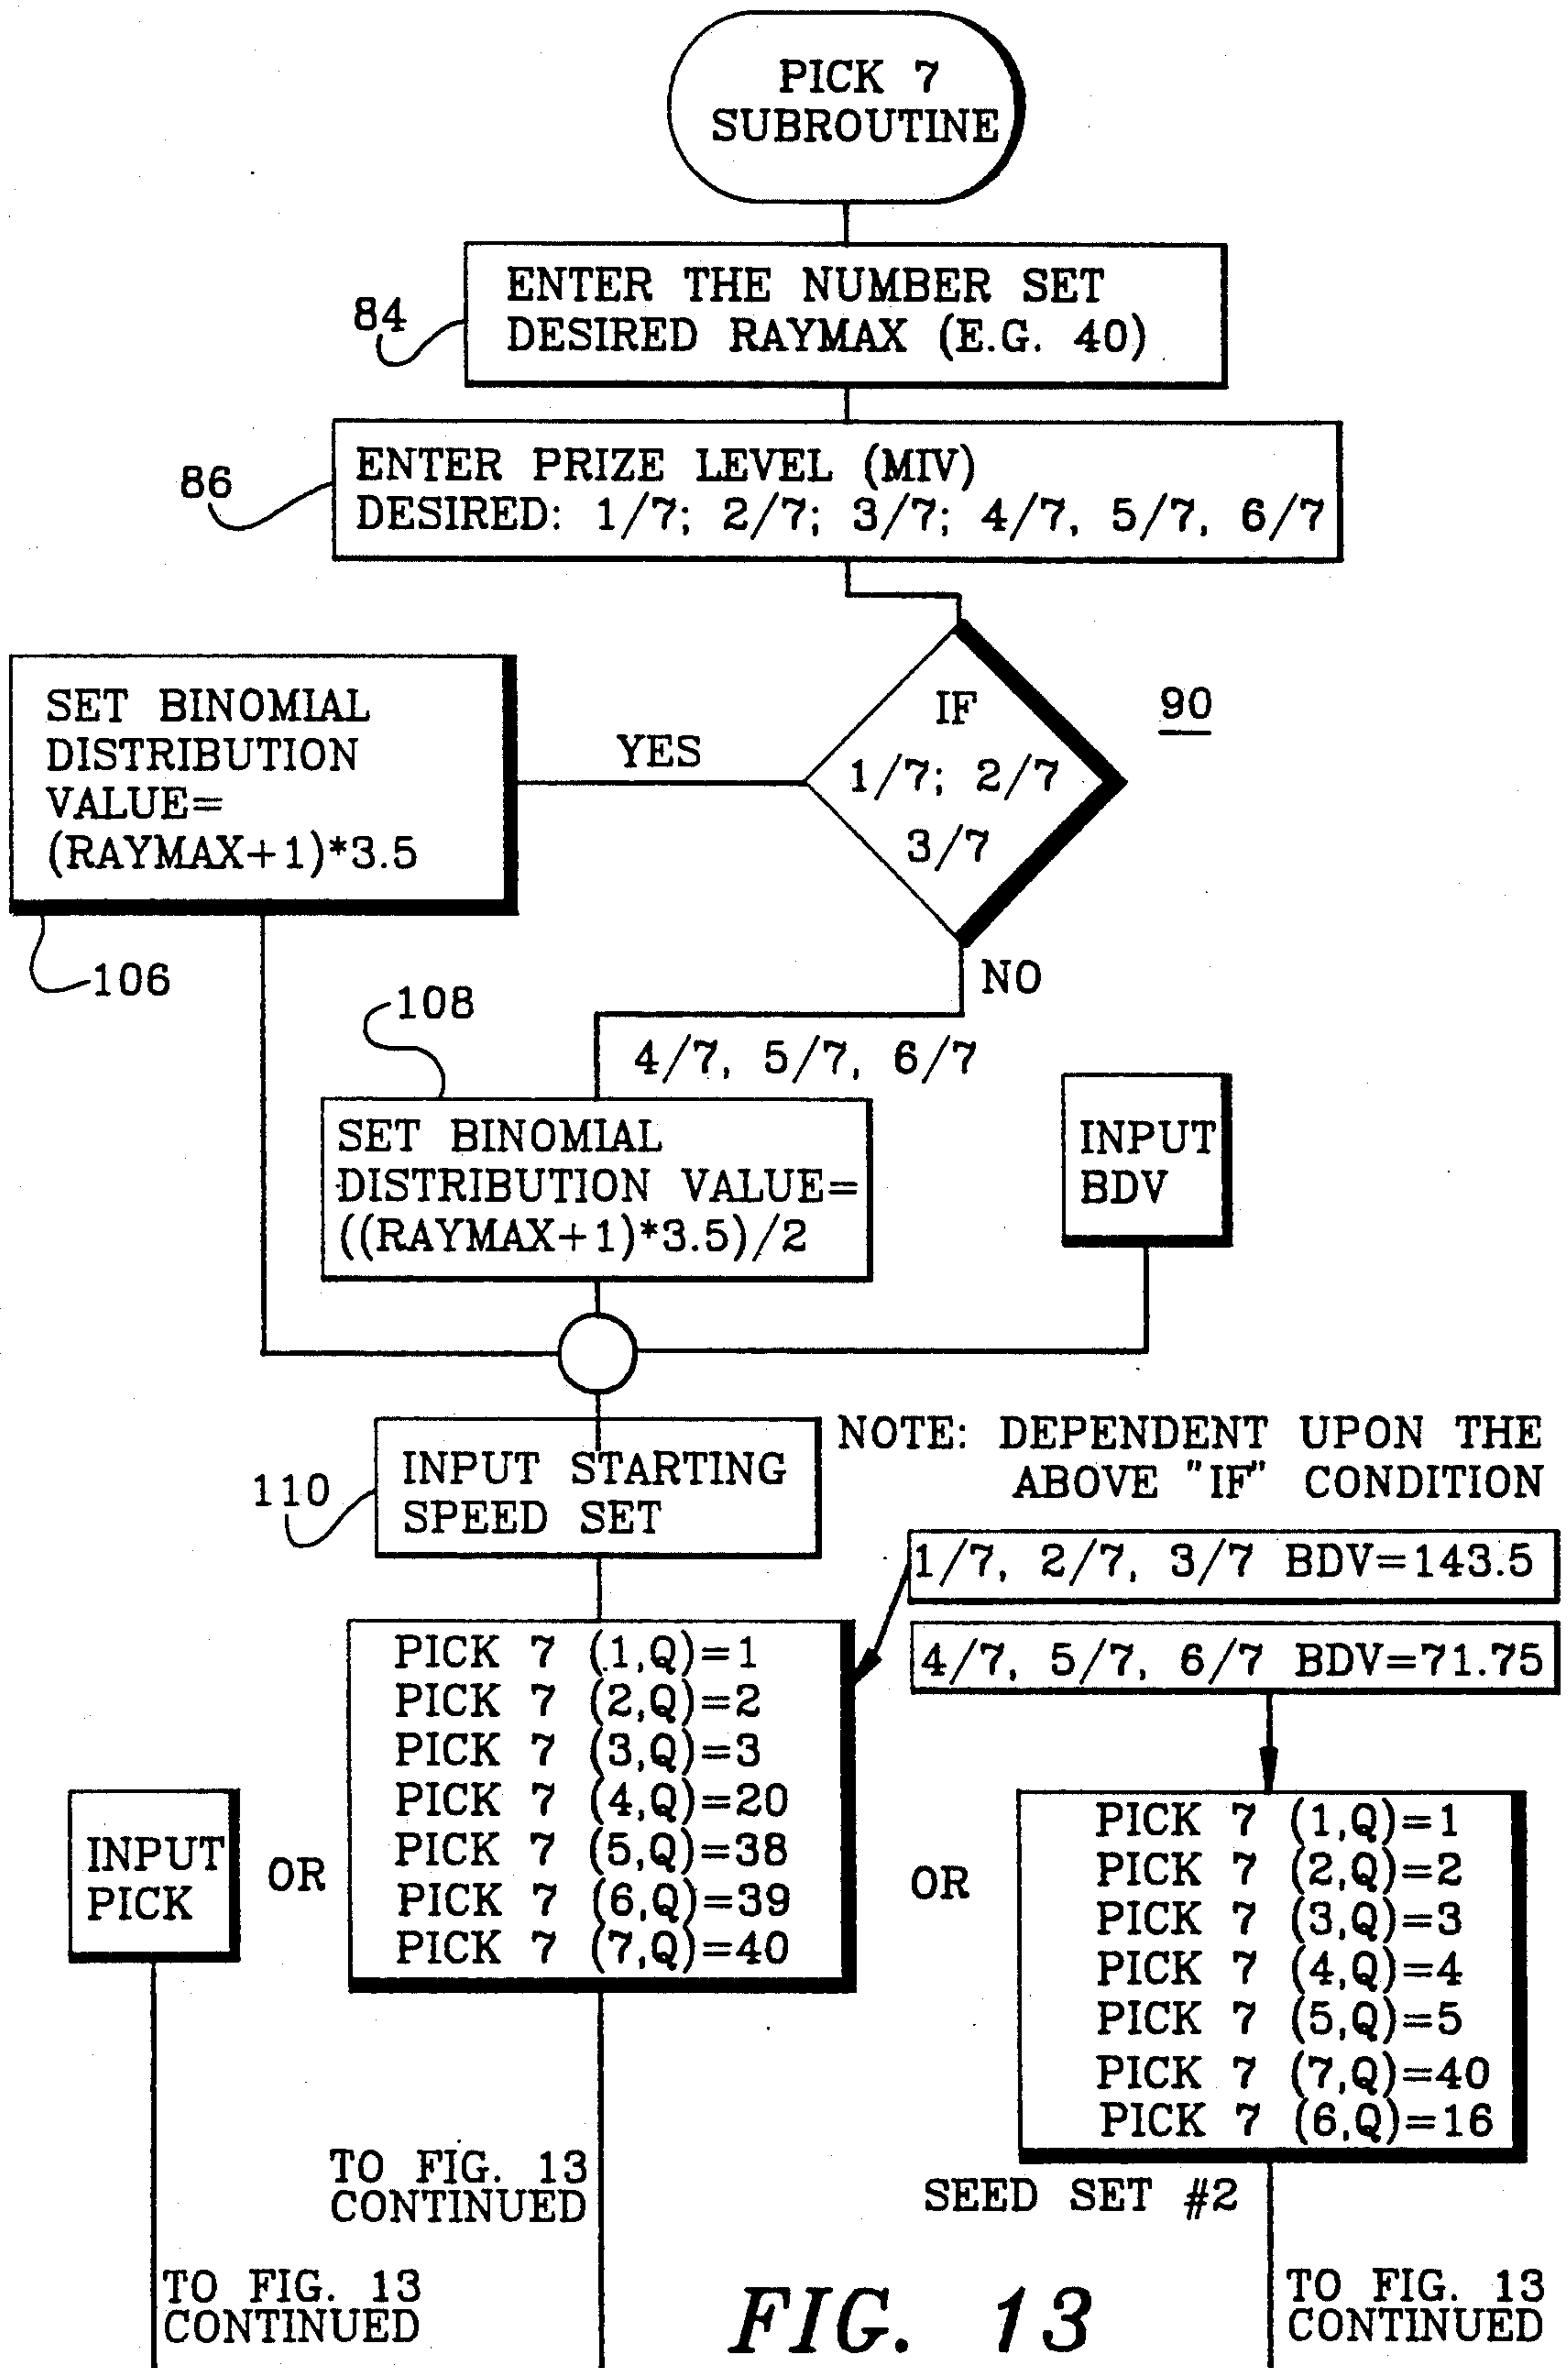 PICK 7
SUBROUTINE
84
ENTER THE NUMBER SET
DESIRED RAYMAX (E.G. 40)
86
ENTER PRIZE LEVEL (MIV)
DESIRED: 1/7; 2/7; 3/7; 4/7, 5/7, 6/7
IF
1/7; 2/7
3/7
90
YES
SET BINOMIAL
DISTRIBUTION
VALUE=
(RAYMAX+1)*3.5
106
NO
4/7, 5/7, 6/7
108
SET BINOMIAL
DISTRIBUTION VALUE=
((RAYMAX+1)*3.5)/2
INPUT
BDV
110
INPUT STARTING
SPEED SET
NOTE: DEPENDENT UPON THE
ABOVE "IF" CONDITION
1/7, 2/7, 3/7 BDV=143.5
4/7, 5/7, 6/7 BDV=71.75
INPUT
PICK
OR
PICK 7 (1,Q)=1
PICK 7 (2,Q)=2
PICK 7 (3,Q)=3
PICK 7 (4,Q)=20
PICK 7 (5,Q)=38
PICK 7 (6,Q)=39
PICK 7 (7,Q)=40
OR
PICK 7 (1,Q)=1
PICK 7 (2,Q)=2
PICK 7 (3,Q)=3
PICK 7 (4,Q)=4
PICK 7 (5,Q)=5
PICK 7 (7,Q)=40
PICK 7 (6,Q)=16
SEED SET #2
TO FIG. 13
CONTINUED
TO FIG. 13
CONTINUED
TO FIG. 13
CONTINUED
FIG. 13